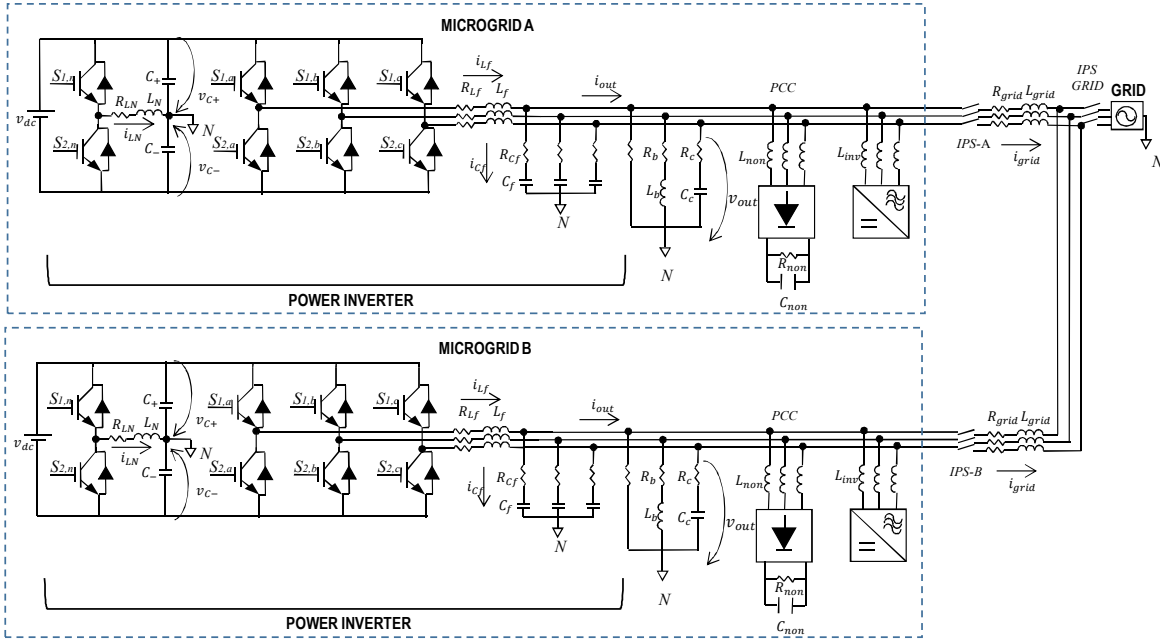 MICROGRID A
S1,n
S2,n
vdc
RLN LN
iLN
C+
C−
vC+
vC−
N
S1,a
S1,b
S1,c
S2,a
S2,b
S2,c
iLf
RLf Lf
iCf
RCf
Cf
N
iout
Rb
Rc
Lb
Cc
vout
N
PCC
Lnon
Rnon
Cnon
Linv
IPS-A
Rgrid Lgrid
igrid
IPS
GRID
GRID
N
POWER INVERTER
MICROGRID B
S1,n
S2,n
vdc
RLN LN
iLN
C+
C−
vC+
vC−
N
S1,a
S1,b
S1,c
S2,a
S2,b
S2,c
iLf
RLf Lf
iCf
RCf
Cf
N
iout
Rb
Rc
Lb
Cc
vout
N
PCC
Lnon
Rnon
Cnon
Linv
IPS-B
Rgrid Lgrid
igrid
POWER INVERTER